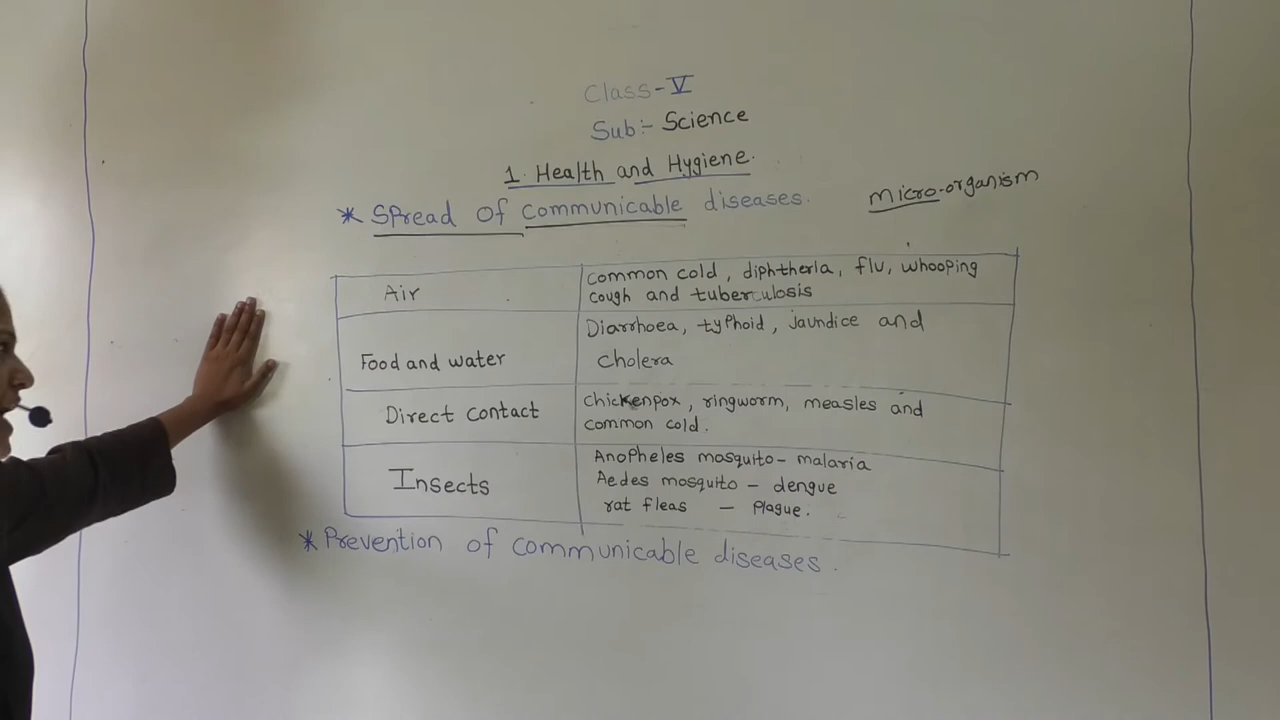 Class-V
Sub:- Science
1. Health and Hygiene.
* Spread of communicable diseases.
micro-organism
Air
common cold, diphtheria, flu, whooping
cough and tuberculosis
Food and water
Diarrhoea, typhoid, Jaundice and
Cholera
Direct contact
Chickenpox, ringworm, measles and
common cold.
Insects
Anopheles mosquito - malaria
Aedes mosquito - dengue
rat fleas - Plague.
* Prevention of communicable diseases.